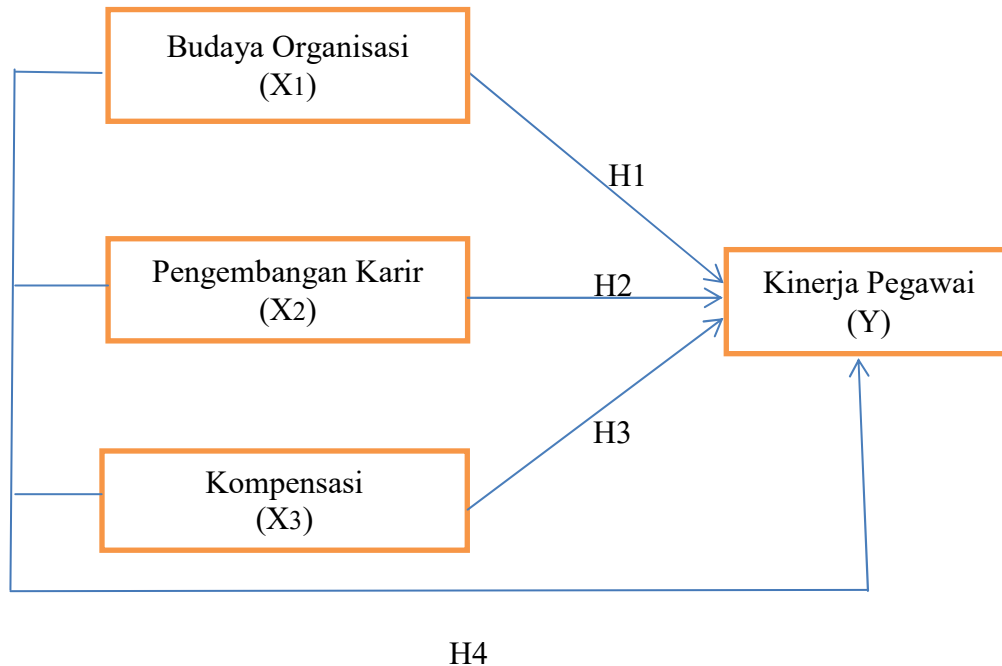 Budaya Organisasi
(X1)
H1
Pengembangan Karir
(X2)
H2
Kinerja Pegawai
(Y)
H3
Kompensasi
(X3)
H4